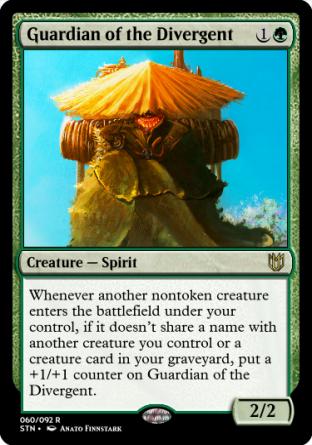 Guardian of the Divergent 1
Creature — Spirit
Whenever another nontoken creature
enters the battlefield under your
control, if it doesn't share a name with
another creature you control or a
creature card in your graveyard, put a
+1/+1 counter on Guardian of the
Divergent.
2/2
060/092 R
STN • Anato Finnstark